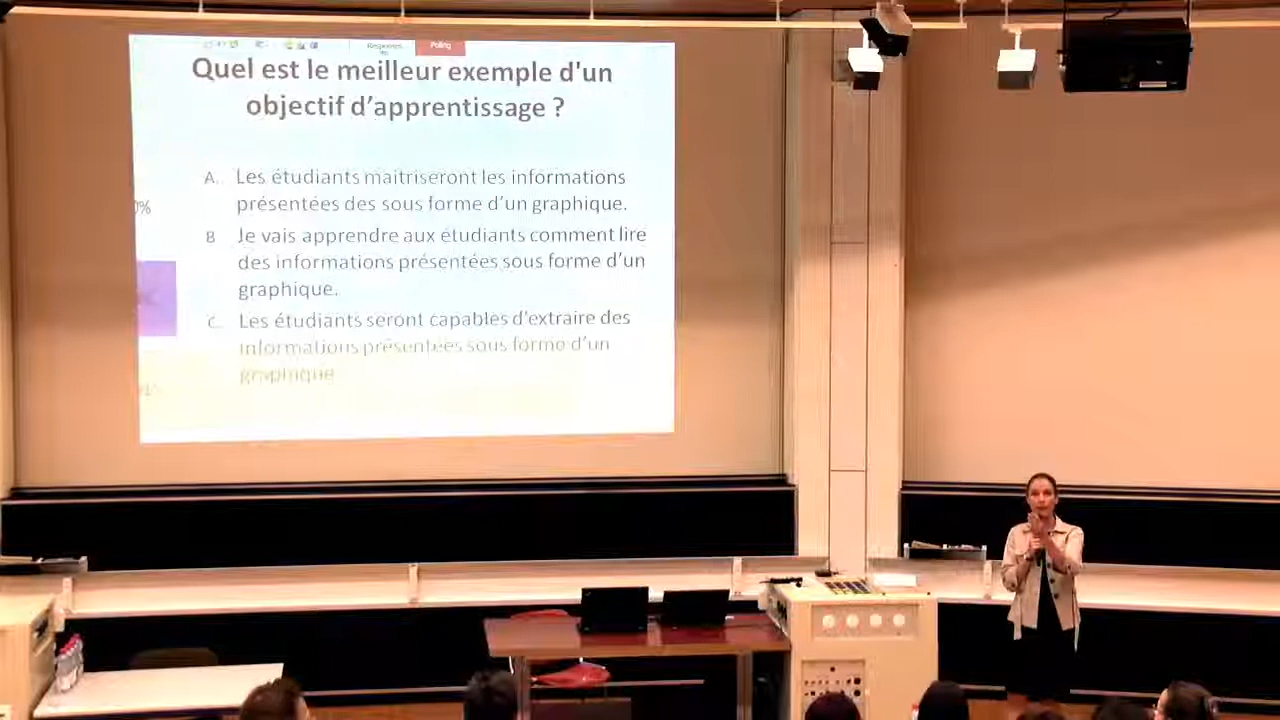 Polling
Quel est le meilleur exemple d'un
objectif d'apprentissage ?
A. Les étudiants maitriseront les informations
présentées des sous forme d'un graphique.
0%
B Je vais apprendre aux étudiants comment lire
des informations présentées sous forme d'un
graphique.
C. Les étudiants seront capables d'extraire des
informations présentées sous forme d'un
graphique